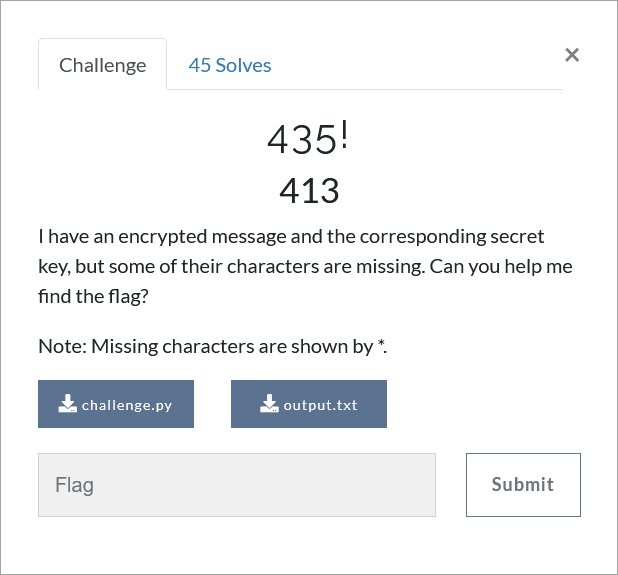 Challenge
45 Solves
×
435!
413
I have an encrypted message and the corresponding secret
key, but some of their characters are missing. Can you help me
find the flag?
Note: Missing characters are shown by *.
challenge.py
output.txt
Flag
Submit